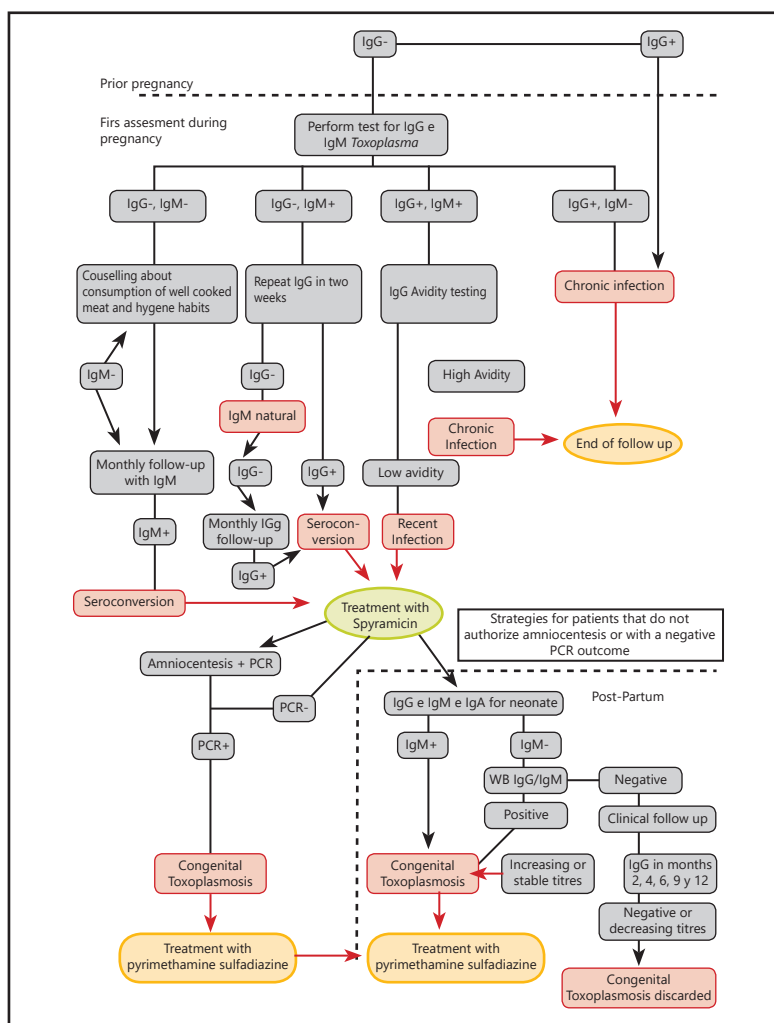 IgG-
IgG+
Prior pregnancy
Firs assesment during
pregnancy
Perform test for IgG e
IgM Toxoplasma
IgG-, IgM-
IgG-, IgM+
IgG+, IgM+
IgG+, IgM-
Couselling about
consumption of well cooked
meat and hygene habits
Repeat IgG in two
weeks
IgG Avidity testing
Chronic infection
IgM-
IgG-
High Avidity
IgM natural
Chronic
Infection
End of follow up
Monthly follow-up
with IgM
IgG-
IgG+
Low avidity
IgM+
Monthly IGg
follow-up
Serocon-
version
Recent
Infection
IgG+
Seroconversion
Treatment with
Spyramicin
Strategies for patients that do not
authorize amniocentesis or with a negative
PCR outcome
Amniocentesis + PCR
PCR-
PCR+
Post-Partum
IgG e IgM e IgA for neonate
IgM+
IgM-
WB IgG/IgM
Negative
Positive
Clinical follow up
Congenital
Toxoplasmosis
Congenital
Toxoplasmosis
Increasing or
stable titres
IgG in months
2, 4, 6, 9 y 12
Negative or
decreasing titres
Treatment with
pyrimethamine sulfadiazine
Treatment with
pyrimethamine sulfadiazine
Congenital
Toxoplasmosis discarded